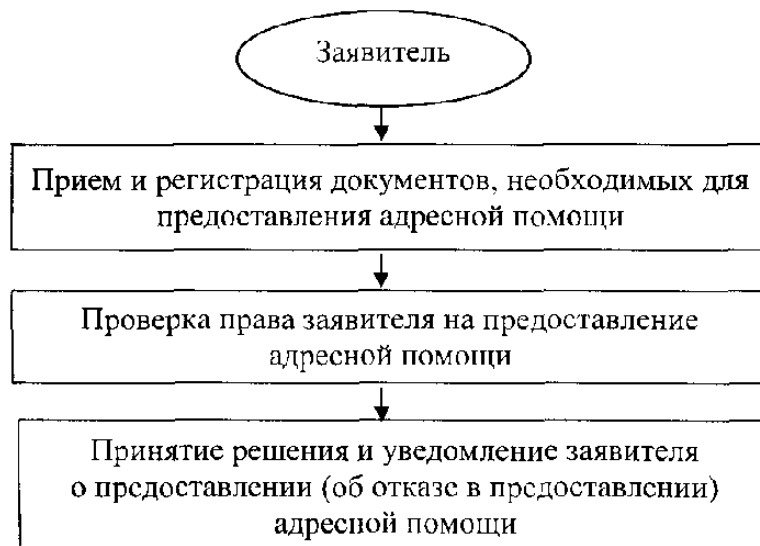 Заявитель
Прием и регистрация документов, необходимых для
предоставления адресной помощи
Проверка права заявителя на предоставление
адресной помощи
Принятие решения и уведомление заявителя
о предоставлении (об отказе в предоставлении)
адресной помощи